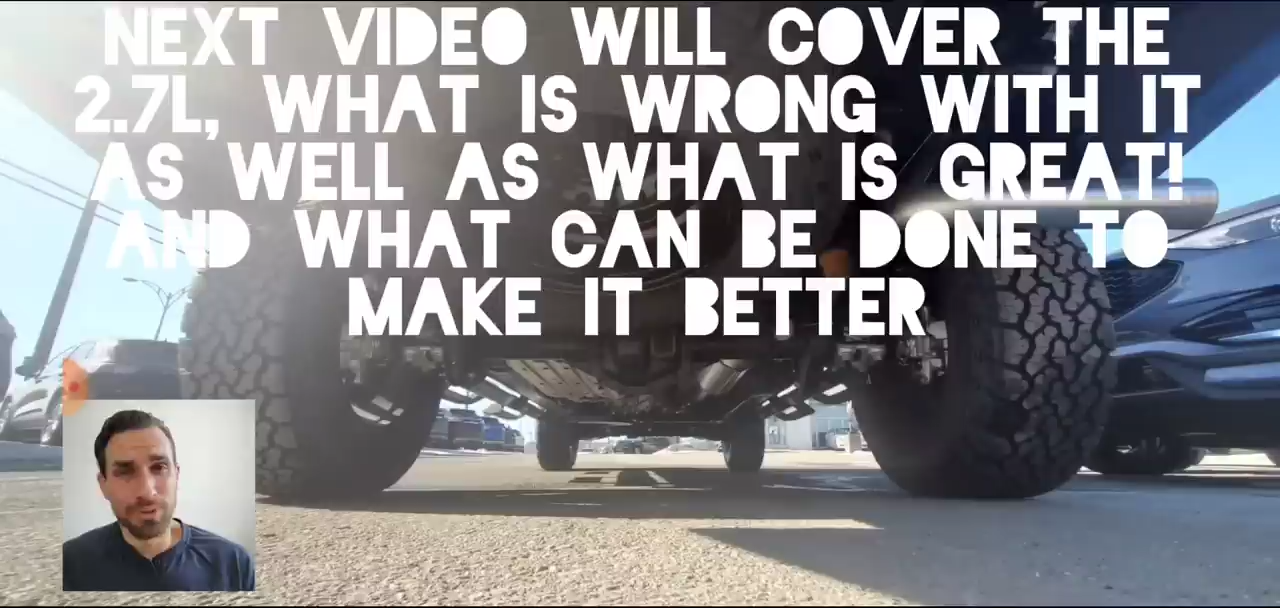 NEXT VIDEO WILL COVER THE
2.7L, WHAT IS WRONG WITH IT
AS WELL AS WHAT IS GREAT!
AND WHAT CAN BE DONE TO
MAKE IT BETTER